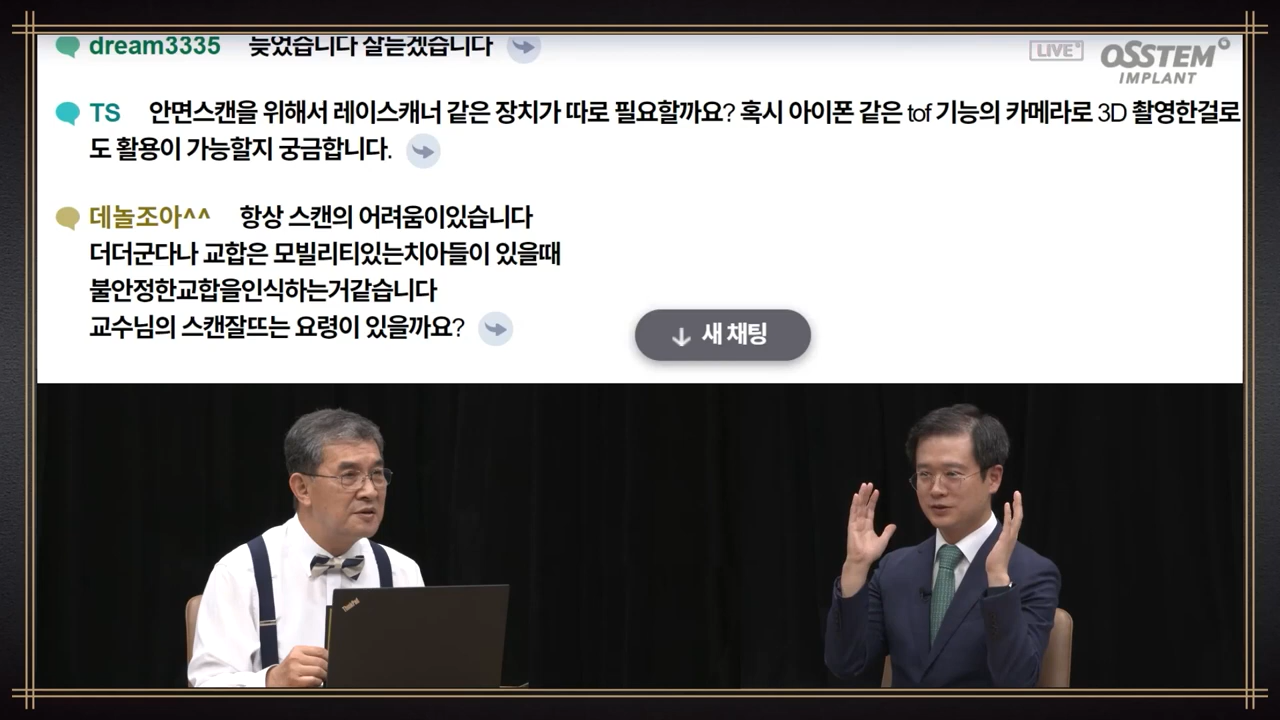 dream3335 늦었습니다 잘듣겠습니다
LIVE
OSSTEM
IMPLANT
TS 안면스캔을 위해서 레이스캐너 같은 장치가 따로 필요할까요? 혹시 아이폰 같은 tof 기능의 카메라로 3D 촬영한걸로
도 활용이 가능할지 궁금합니다.
데놀조아^^ 항상 스캔의 어려움이있습니다
더더군다나 교합은 모빌리티있는치아들이 있을때
불안정한교합을인식하는거같습니다
교수님의 스캔잘뜨는 요령이 있을까요?
새 채팅
ThinkPad